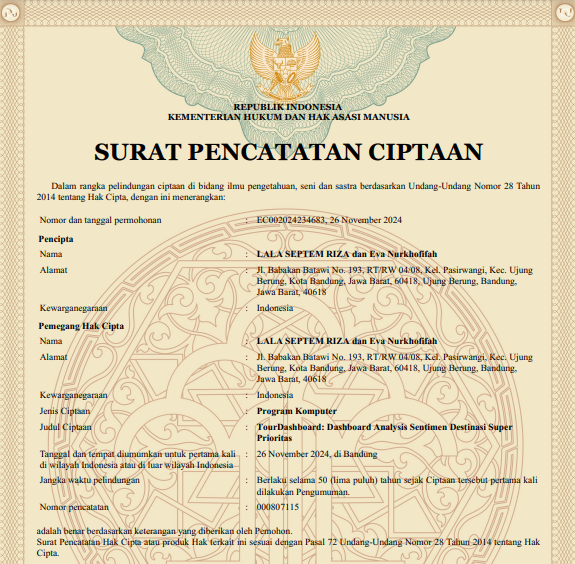 REPUBLIK INDONESIA
KEMENTERIAN HUKUM DAN HAK ASASI MANUSIA
SURAT PENCATATAN CIPTAAN
Dalam rangka pelindungan ciptaan di bidang ilmu pengetahuan, seni dan sastra berdasarkan Undang-Undang Nomor 28 Tahun
2014 tentang Hak Cipta, dengan ini menerangkan:
Nomor dan tanggal permohonan : EC002024234683, 26 November 2024
Pencipta
Nama : LALA SEPTEM RIZA dan Eva Nurkhofifah
Alamat : Jl. Babakan Batawi No. 193, RT/RW 04/08, Kel. Pasirwangi, Kec. Ujung
Berung, Kota Bandung, Jawa Barat, 60418, Ujung Berung, Bandung,
Jawa Barat, 40618
Kewarganegaraan : Indonesia
Pemegang Hak Cipta
Nama : LALA SEPTEM RIZA dan Eva Nurkhofifah
Alamat : Jl. Babakan Batawi No. 193, RT/RW 04/08, Kel. Pasirwangi, Kec. Ujung
Berung, Kota Bandung, Jawa Barat, 60418, Ujung Berung, Bandung,
Jawa Barat, 40618
Kewarganegaraan : Indonesia
Jenis Ciptaan : Program Komputer
Judul Ciptaan : TourDashboard: Dashboard Analysis Sentimen Destinasi Super
Prioritas
Tanggal dan tempat diumumkan untuk pertama kali : 26 November 2024, di Bandung
di wilayah Indonesia atau di luar wilayah Indonesia
Jangka waktu pelindungan : Berlaku selama 50 (lima puluh) tahun sejak Ciptaan tersebut pertama kali
dilakukan Pengumuman.
Nomor pencatatan : 000807115
adalah benar berdasarkan keterangan yang diberikan oleh Pemohon.
Surat Pencatatan Hak Cipta atau produk Hak terkait ini sesuai dengan Pasal 72 Undang-Undang Nomor 28 Tahun 2014 tentang Hak
Cipta.